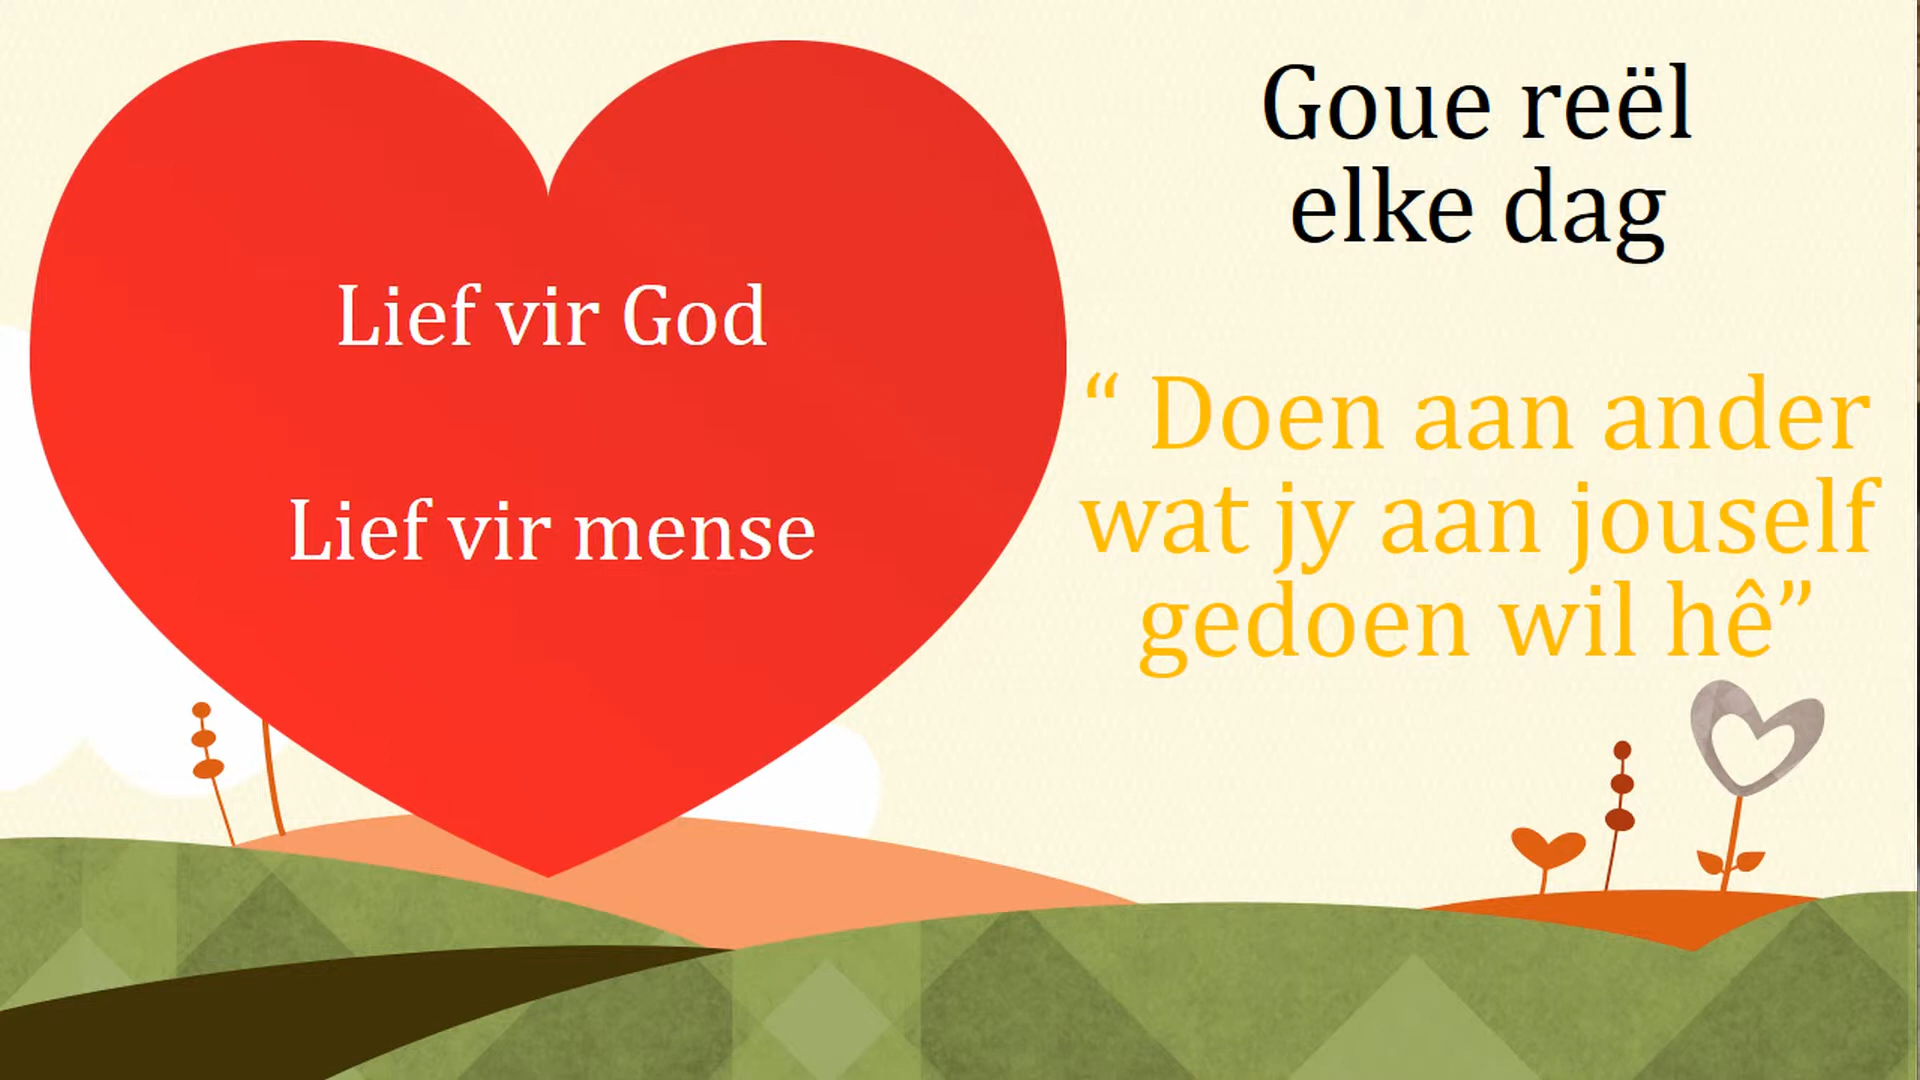 Lief vir God
Lief vir mense
Goue reël
elke dag
“ Doen aan ander
wat jy aan jouself
gedoen wil hê”